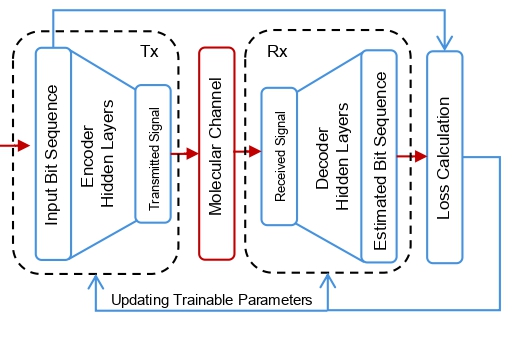 Tx
Input Bit Sequence
Encoder
Hidden Layers
Transmitted Signal
Molecular Channel
Rx
Received Signal
Decoder
Hidden Layers
Estimated Bit Sequence
Loss Calculation
Updating Trainable Parameters